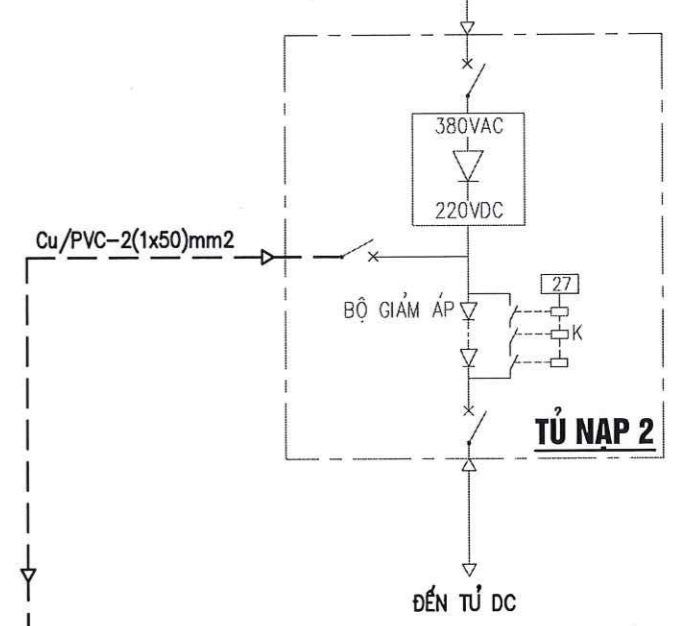 380VAC
220VDC
Cu/PVC-2(1x50)mm2
27
BỘ GIẢM ÁP
K
TỦ NẠP 2
ĐẾN TỦ DC